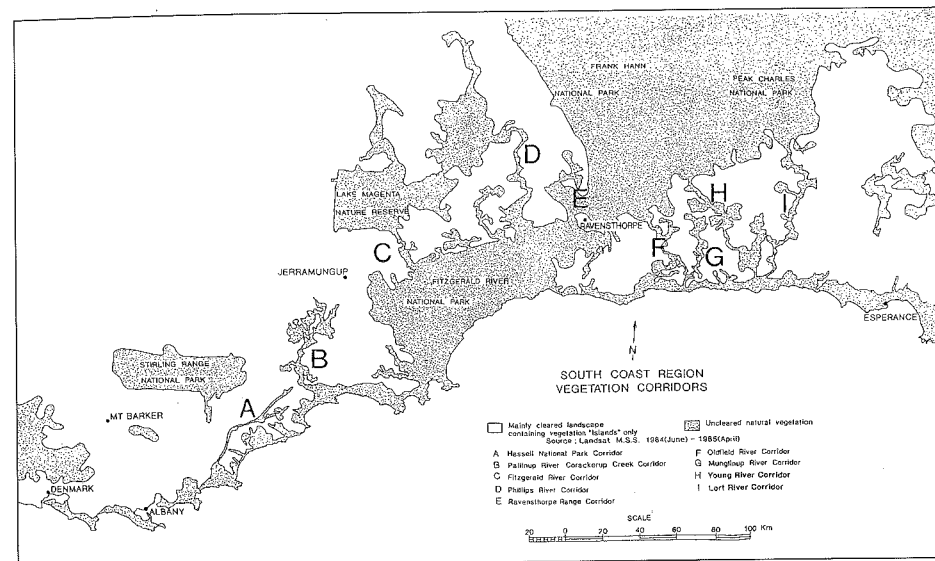 FRANK HANN
NATIONAL PARK
PEAK CHARLES
NATIONAL PARK
D
H
LAKE MAGENTA
NATURE RESERVE
E
I
RAVENSTHORPE
C
F
G
JERRAMUNGUP
FITZGERALD RIVER
NATIONAL PARK
ESPERANCE
B
N
STIRLING RANGE
NATIONAL PARK
SOUTH COAST REGION
VEGETATION CORRIDORS
A
MT BARKER
Mainly cleared landscape
containing vegetation "islands" only
Uncleared natural vegetation
Source ; Landsat M.S.S. 1984(June) - 1985(April)
A Hassell National Park Corridor
B Pallinup River Corackerup Creek Corridor
C Fitzgerald River Corridor
D Phillips River Corridor
E Ravensthorpe Range Corridor
F Oldfield River Corridor
G Munglinup River Corridor
H Young River Corridor
I Lort River Corridor
DENMARK
ALBANY
SCALE
20 0 20 40 60 80 100 Km